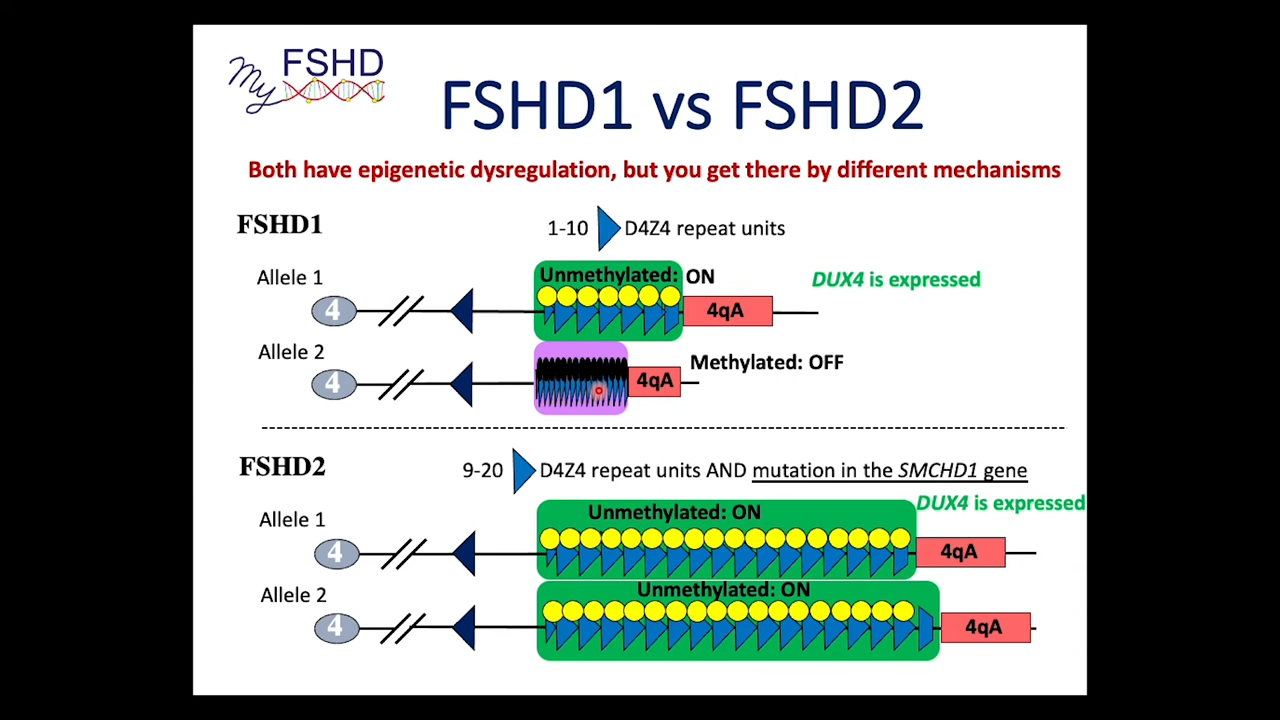 My FSHD
FSHD1 vs FSHD2
Both have epigenetic dysregulation, but you get there by different mechanisms
FSHD1
1-10 D4Z4 repeat units
Allele 1
Unmethylated: ON
DUX4 is expressed
4
4qA
Allele 2
Methylated: OFF
4
4qA
FSHD2
9-20 D4Z4 repeat units AND mutation in the SMCHD1 gene
DUX4 is expressed
Allele 1
Unmethylated: ON
4
4qA
Allele 2
Unmethylated: ON
4
4qA